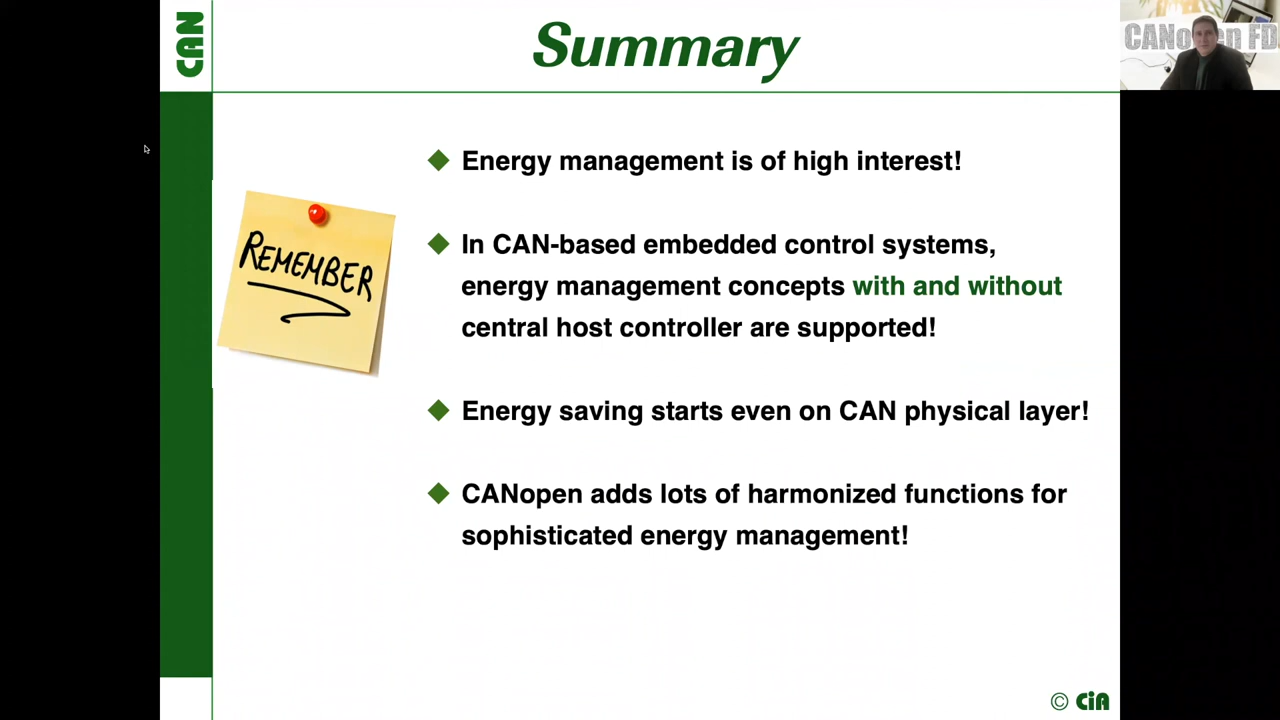 CAN
Summary
CANopen FD
Energy management is of high interest!
REMEMBER
In CAN-based embedded control systems,
energy management concepts with and without
central host controller are supported!
Energy saving starts even on CAN physical layer!
CANopen adds lots of harmonized functions for
sophisticated energy management!
© CiA